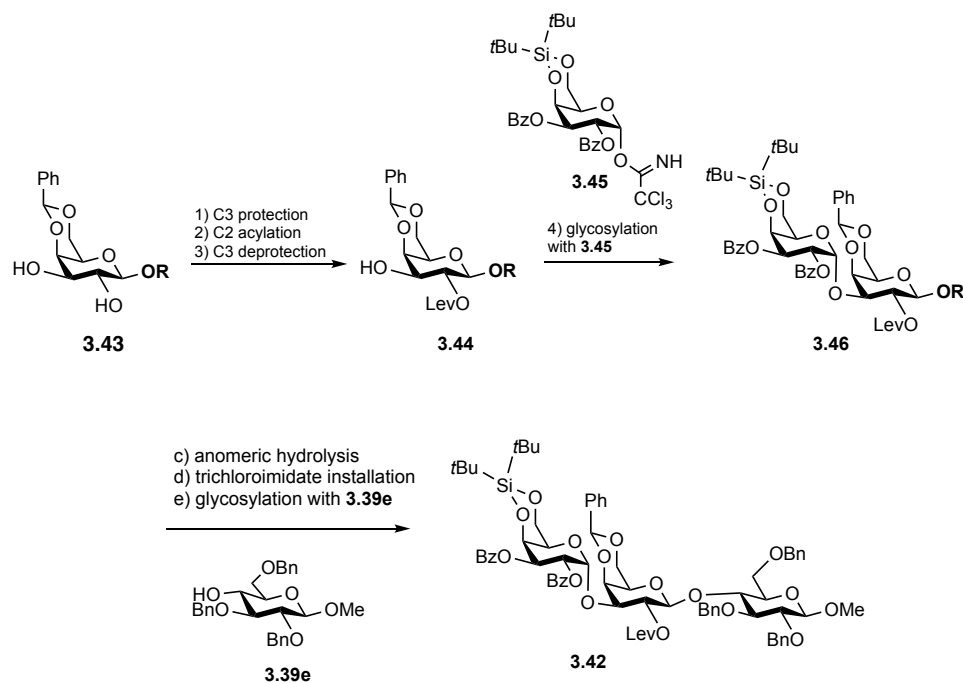 tBu
tBu
Si
O
O
O
BzO
BzO
O
NH
CCl3
3.45
Ph
O
O
O
HO
OR
HO
3.43
1) C3 protection
2) C2 acylation
3) C3 deprotection
Ph
O
O
O
HO
OR
LevO
3.44
4) glycosylation
with 3.45
tBu
tBu
Si
O
O
O
BzO
BzO
Ph
O
O
O
O
OR
LevO
3.46
c) anomeric hydrolysis
d) trichloroimidate installation
e) glycosylation with 3.39e
OBn
HO
O
BnO
OMe
BnO
3.39e
tBu
tBu
Si
O
O
O
BzO
BzO
Ph
O
O
O
O
O
LevO
OBn
O
BnO
OMe
BnO
3.42